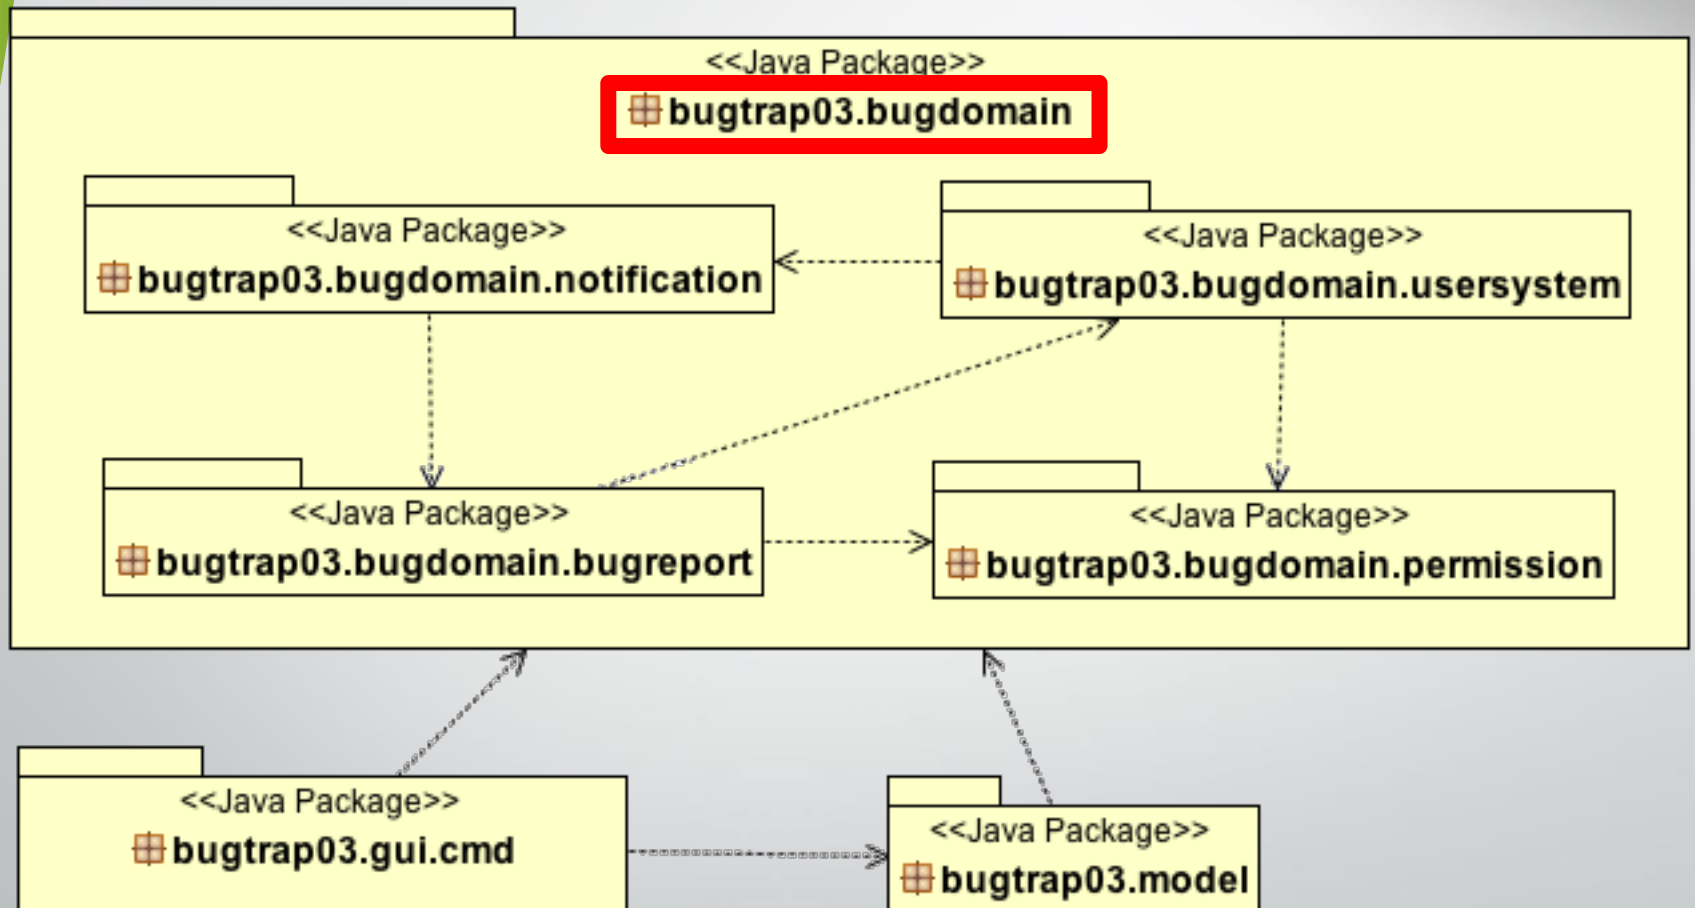 <<Java Package>>
bugtrap03.bugdomain
<<Java Package>>
bugtrap03.bugdomain.notification
<<Java Package>>
bugtrap03.bugdomain.usersystem
<<Java Package>>
bugtrap03.bugdomain.bugreport
<<Java Package>>
bugtrap03.bugdomain.permission
<<Java Package>>
bugtrap03.gui.cmd
<<Java Package>>
bugtrap03.model